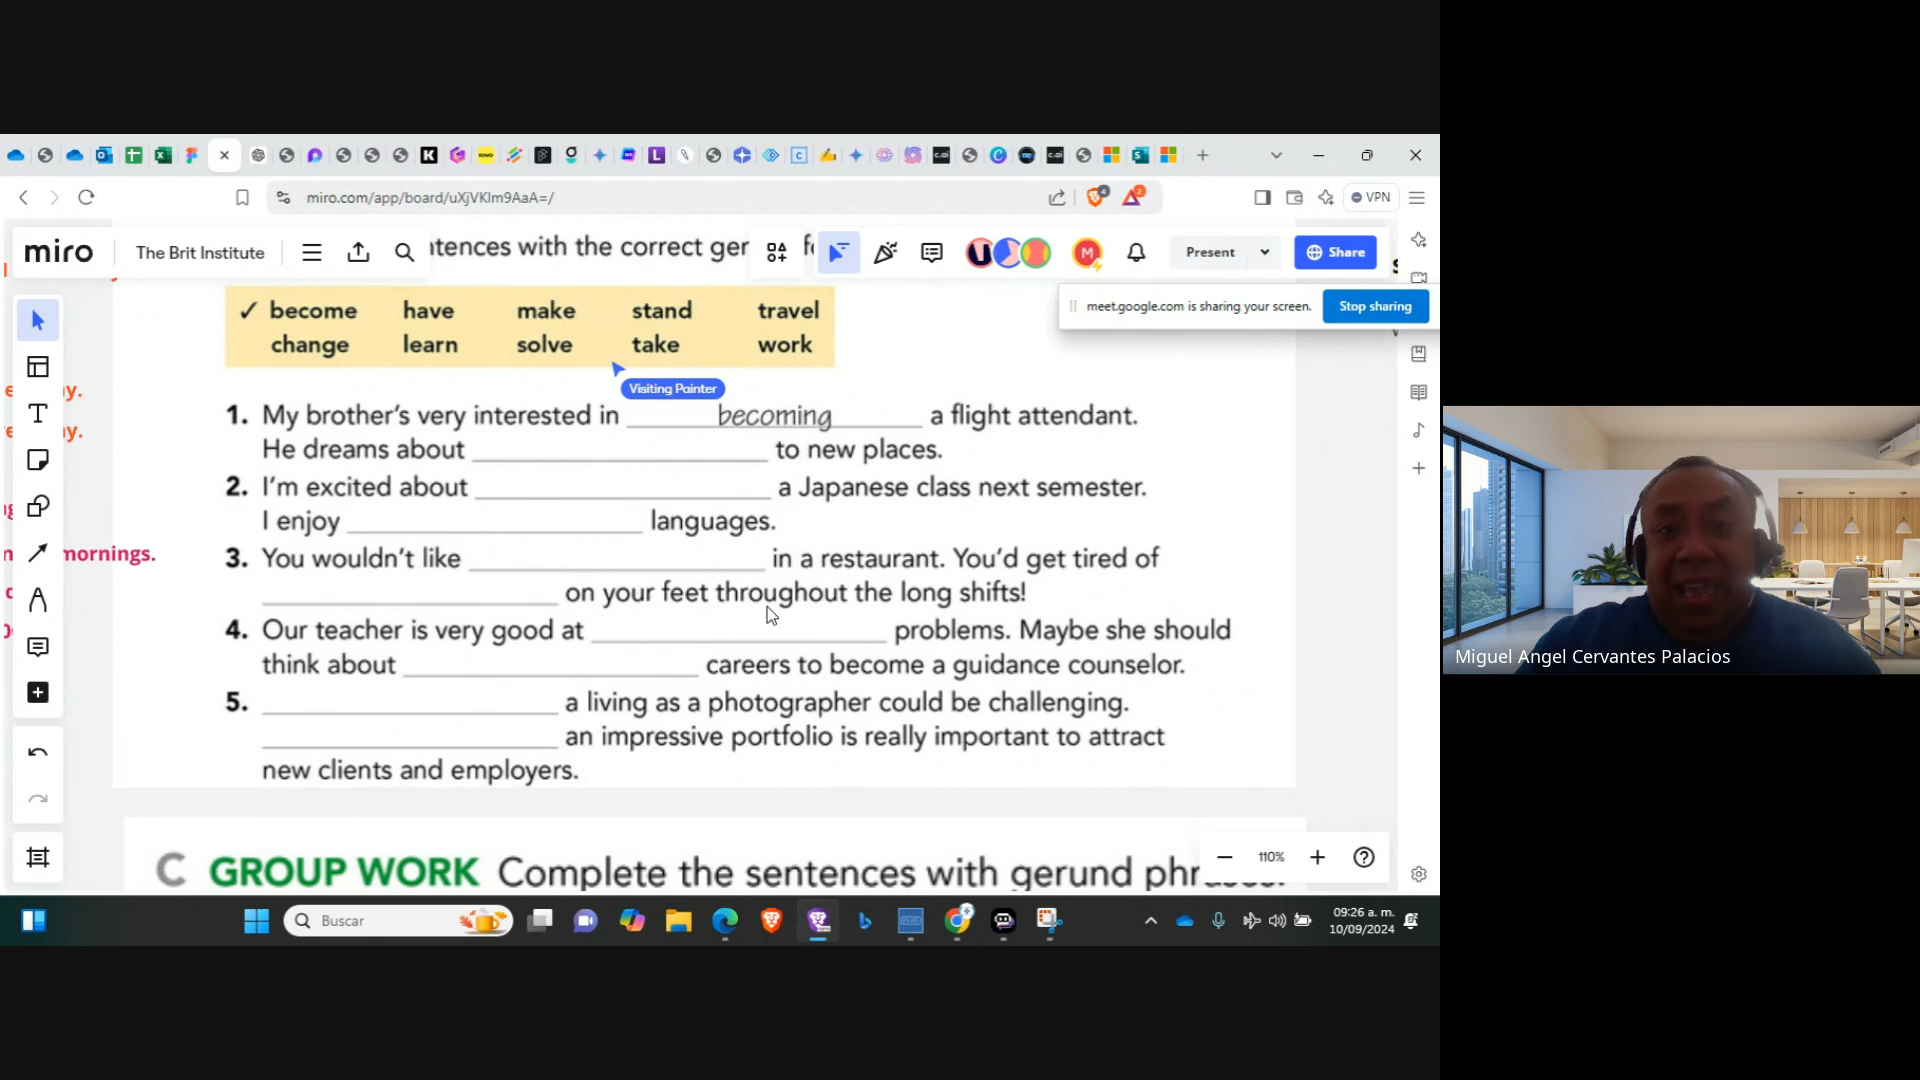 miro.com/app/board/uXjVKlm9AaA=/
VPN
miro
The Brit Institute
ntences with the correct ger
Present
Share
meet.google.com is sharing your screen.
Stop sharing
✓ become have make stand travel
change learn solve take work
Visiting Painter
1. My brother's very interested in becoming a flight attendant.
He dreams about to new places.
2. I'm excited about a Japanese class next semester.
I enjoy languages.
3. You wouldn't like in a restaurant. You'd get tired of
on your feet throughout the long shifts!
4. Our teacher is very good at problems. Maybe she should
think about careers to become a guidance counselor.
5. a living as a photographer could be challenging.
an impressive portfolio is really important to attract
new clients and employers.
ay.
ay.
mornings.
C GROUP WORK Complete the sentences with gerund phrases.
110%
Buscar
09:26 a. m.
10/09/2024
Miguel Angel Cervantes Palacios